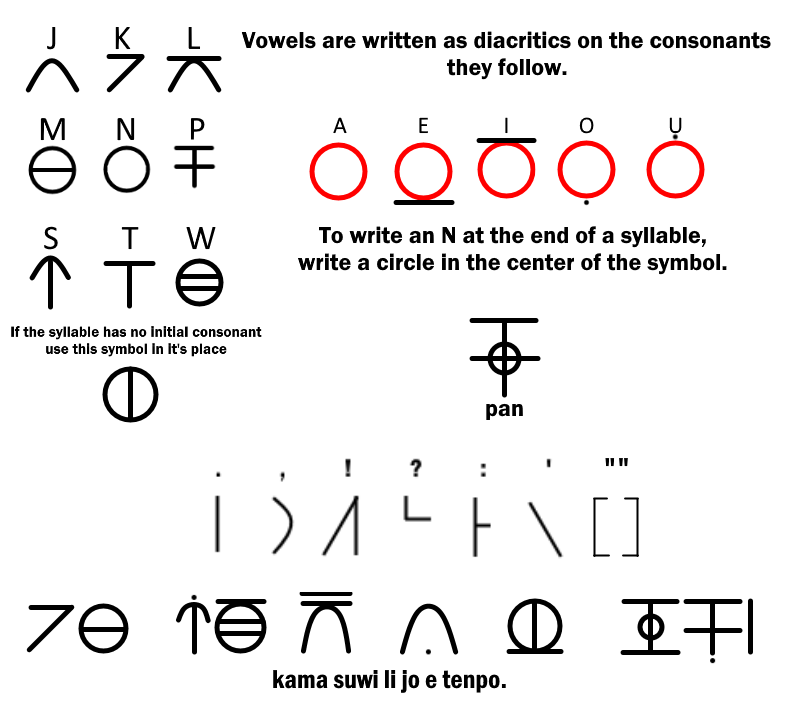 J K L
Vowels are written as diacritics on the consonants
they follow.
M N P
A E I O U
S T W
To write an N at the end of a syllable,
write a circle in the center of the symbol.
If the syllable has no initial consonant
use this symbol in it's place
pan
. , ! ? : ' ""
kama suwi li jo e tenpo.